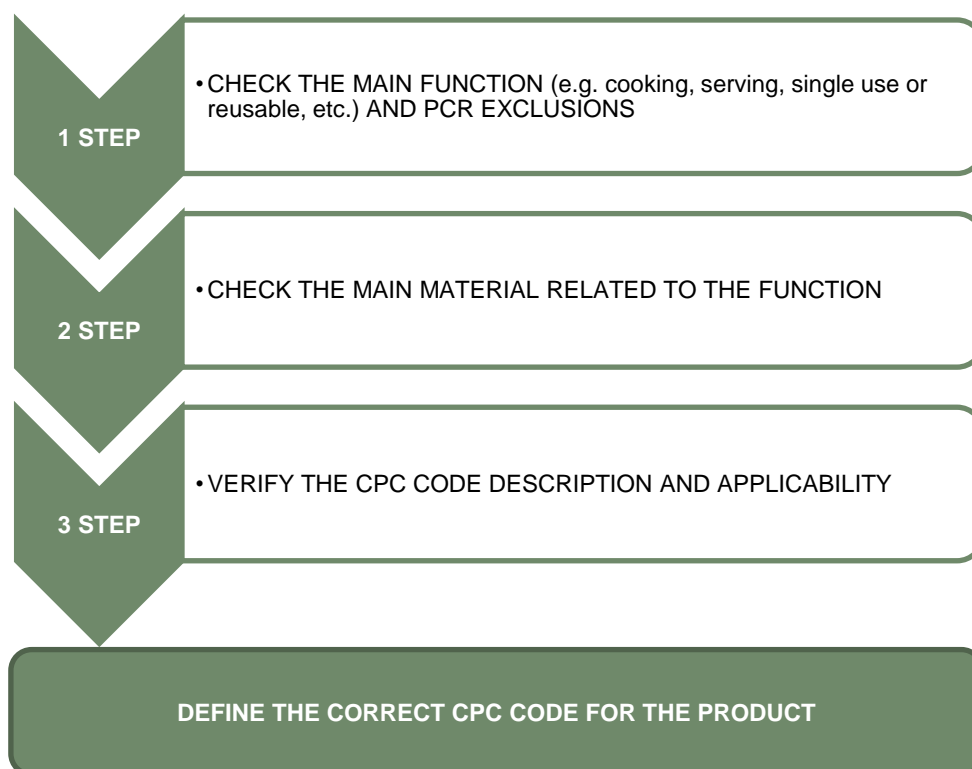 • CHECK THE MAIN FUNCTION (e.g. cooking, serving, single use or
reusable, etc.) AND PCR EXCLUSIONS
1 STEP
• CHECK THE MAIN MATERIAL RELATED TO THE FUNCTION
2 STEP
• VERIFY THE CPC CODE DESCRIPTION AND APPLICABILITY
3 STEP
DEFINE THE CORRECT CPC CODE FOR THE PRODUCT